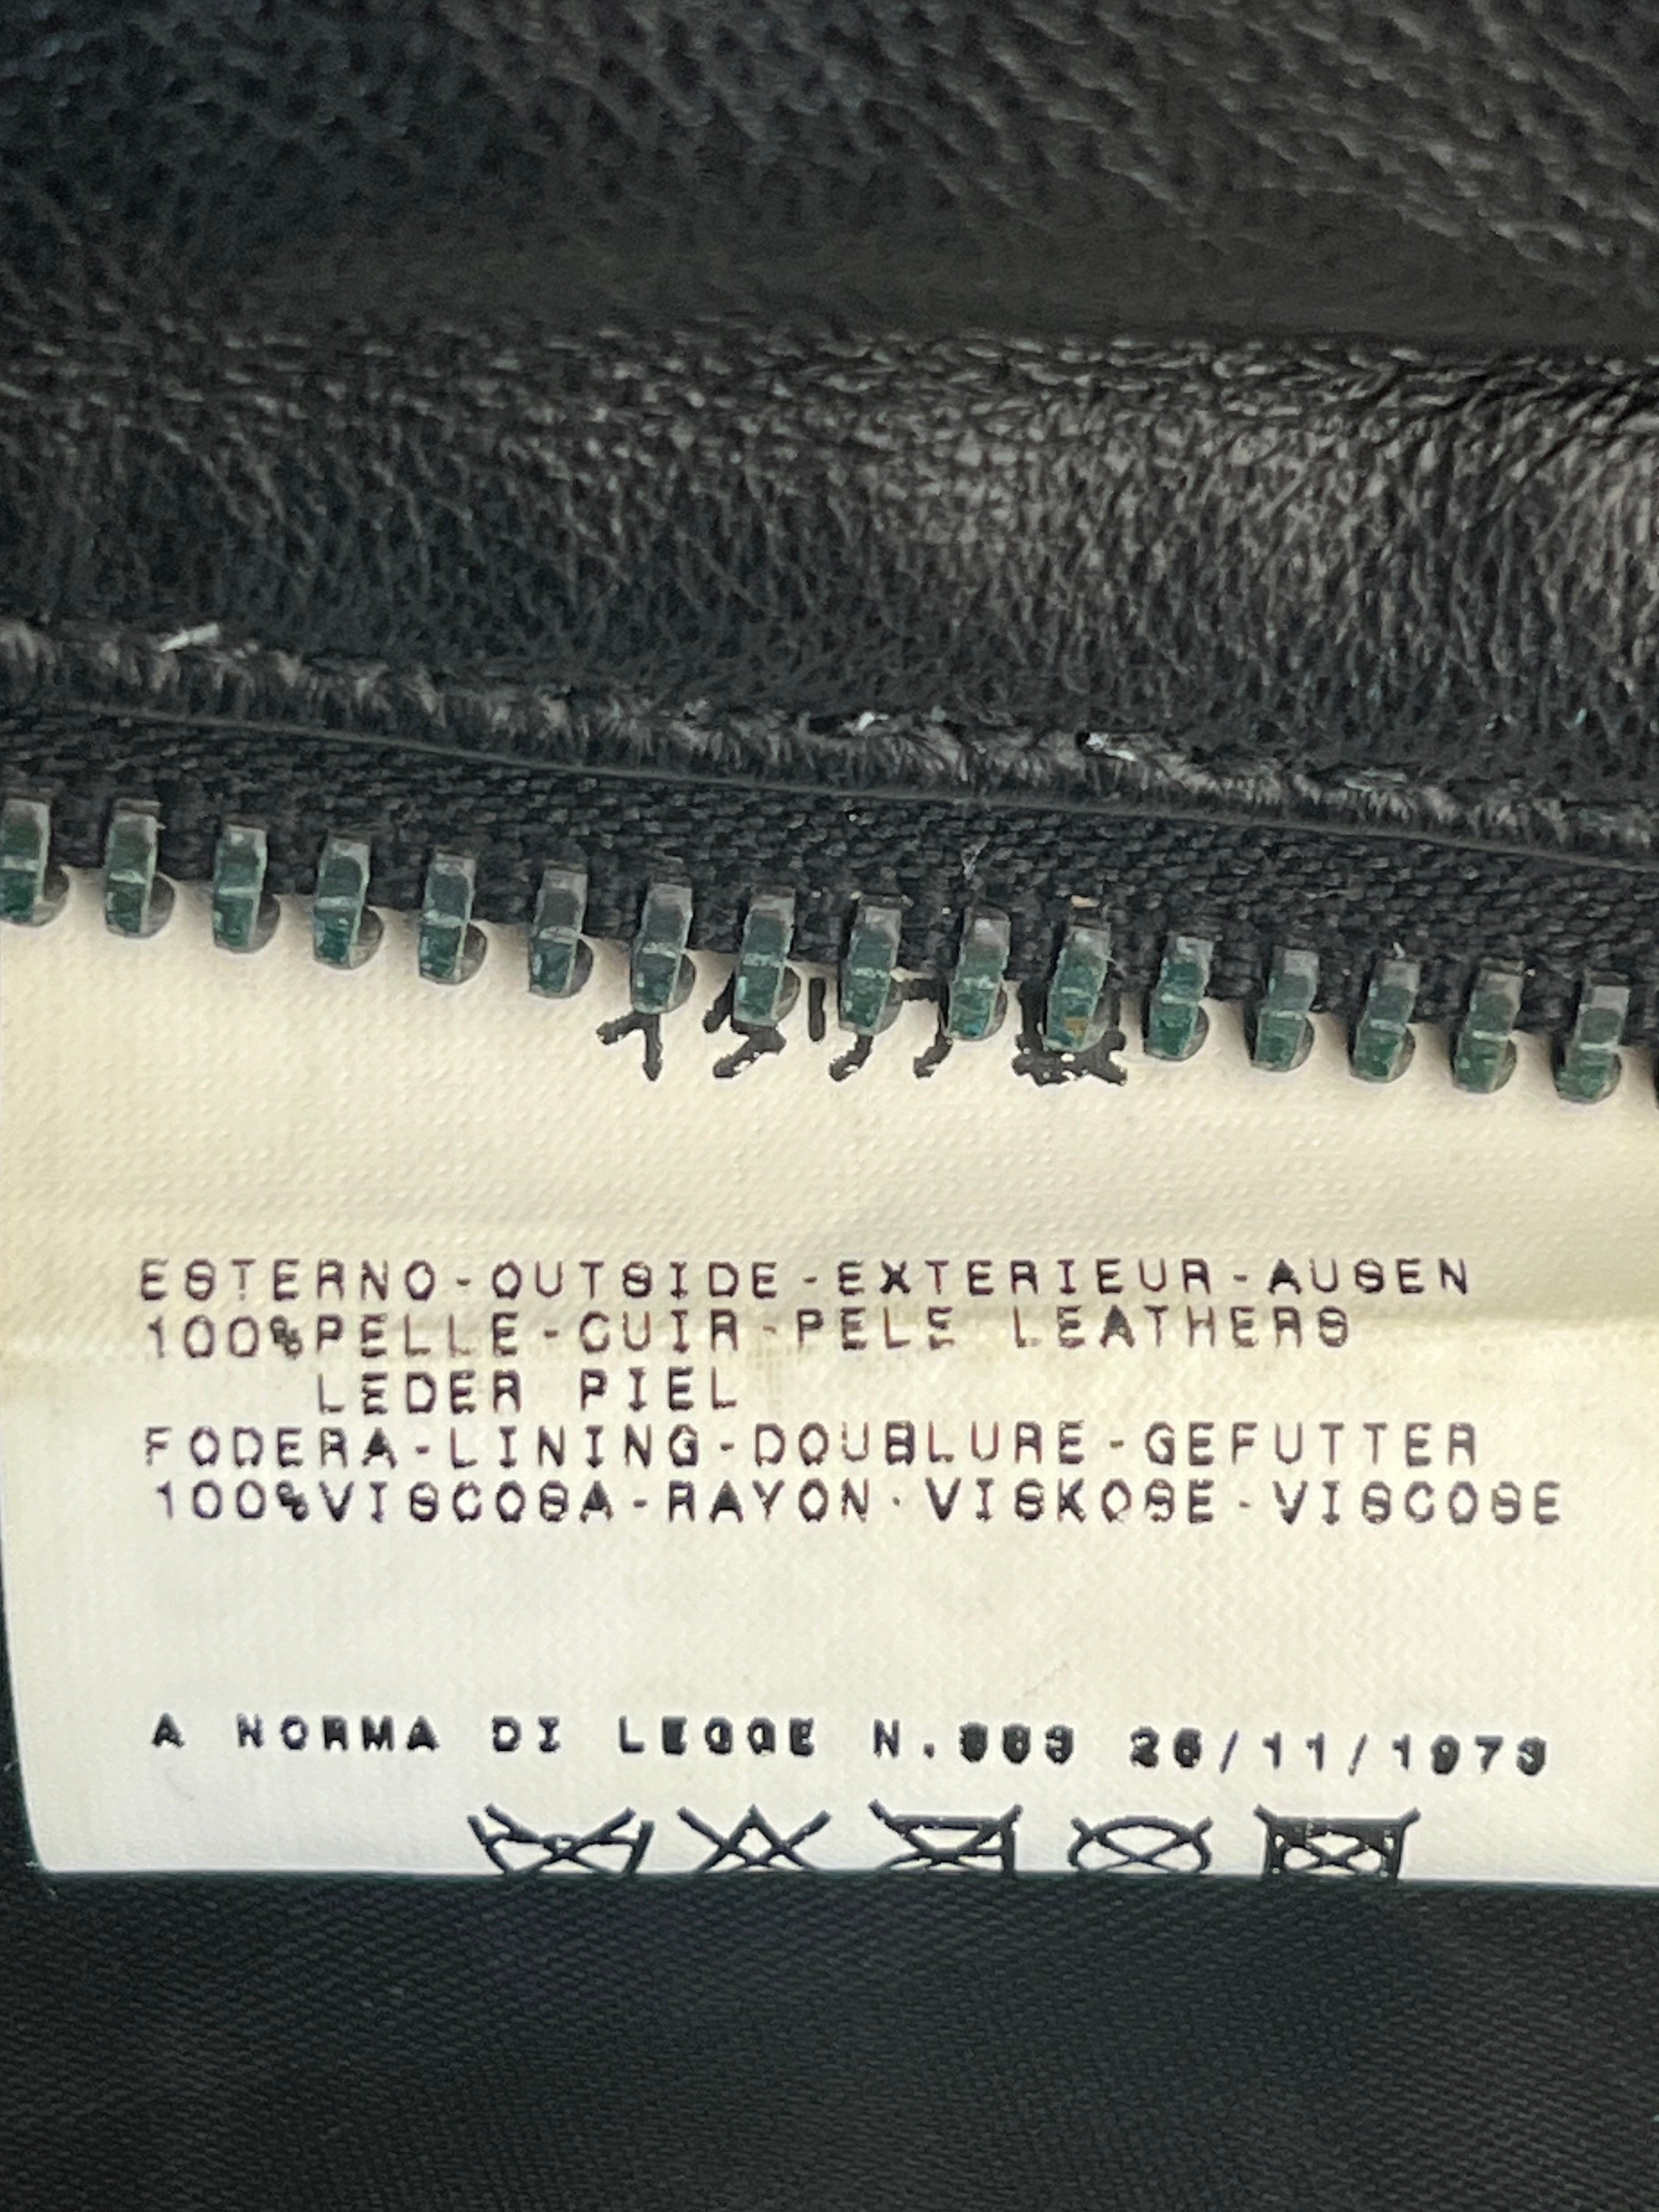 ESTERNO-OUTSIDE-EXTERIEUR-AUSEN
100%PELLE-CUIR-PELE LEATHERS
LEDER PIEL
FODERA-LINING-DOUBLURE-GEFUTTER
100%VISCOSA-RAYON-VISKOSE-VISCOSE
A NORMA DI LEGGE N.883 26/11/1973